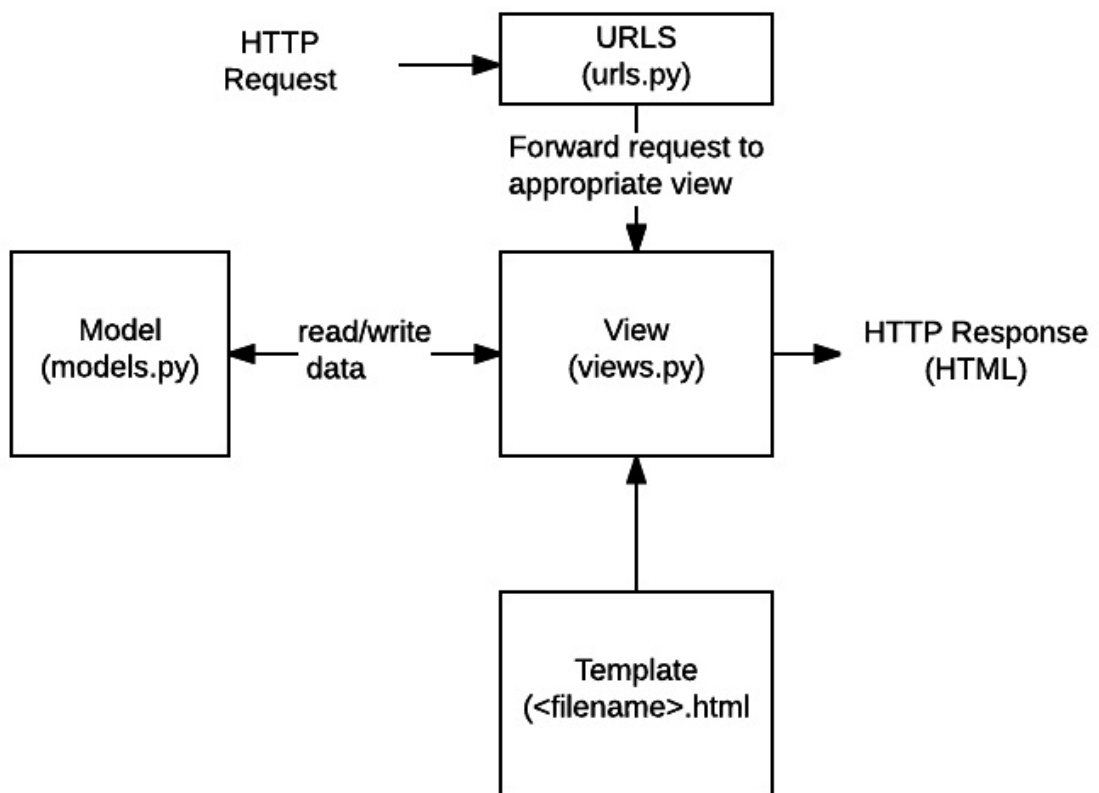 HTTP
Request
URLS
(urls.py)
Forward request to
appropriate view
Model
(models.py)
read/write
data
View
(views.py)
HTTP Response
(HTML)
Template
(<filename>.html